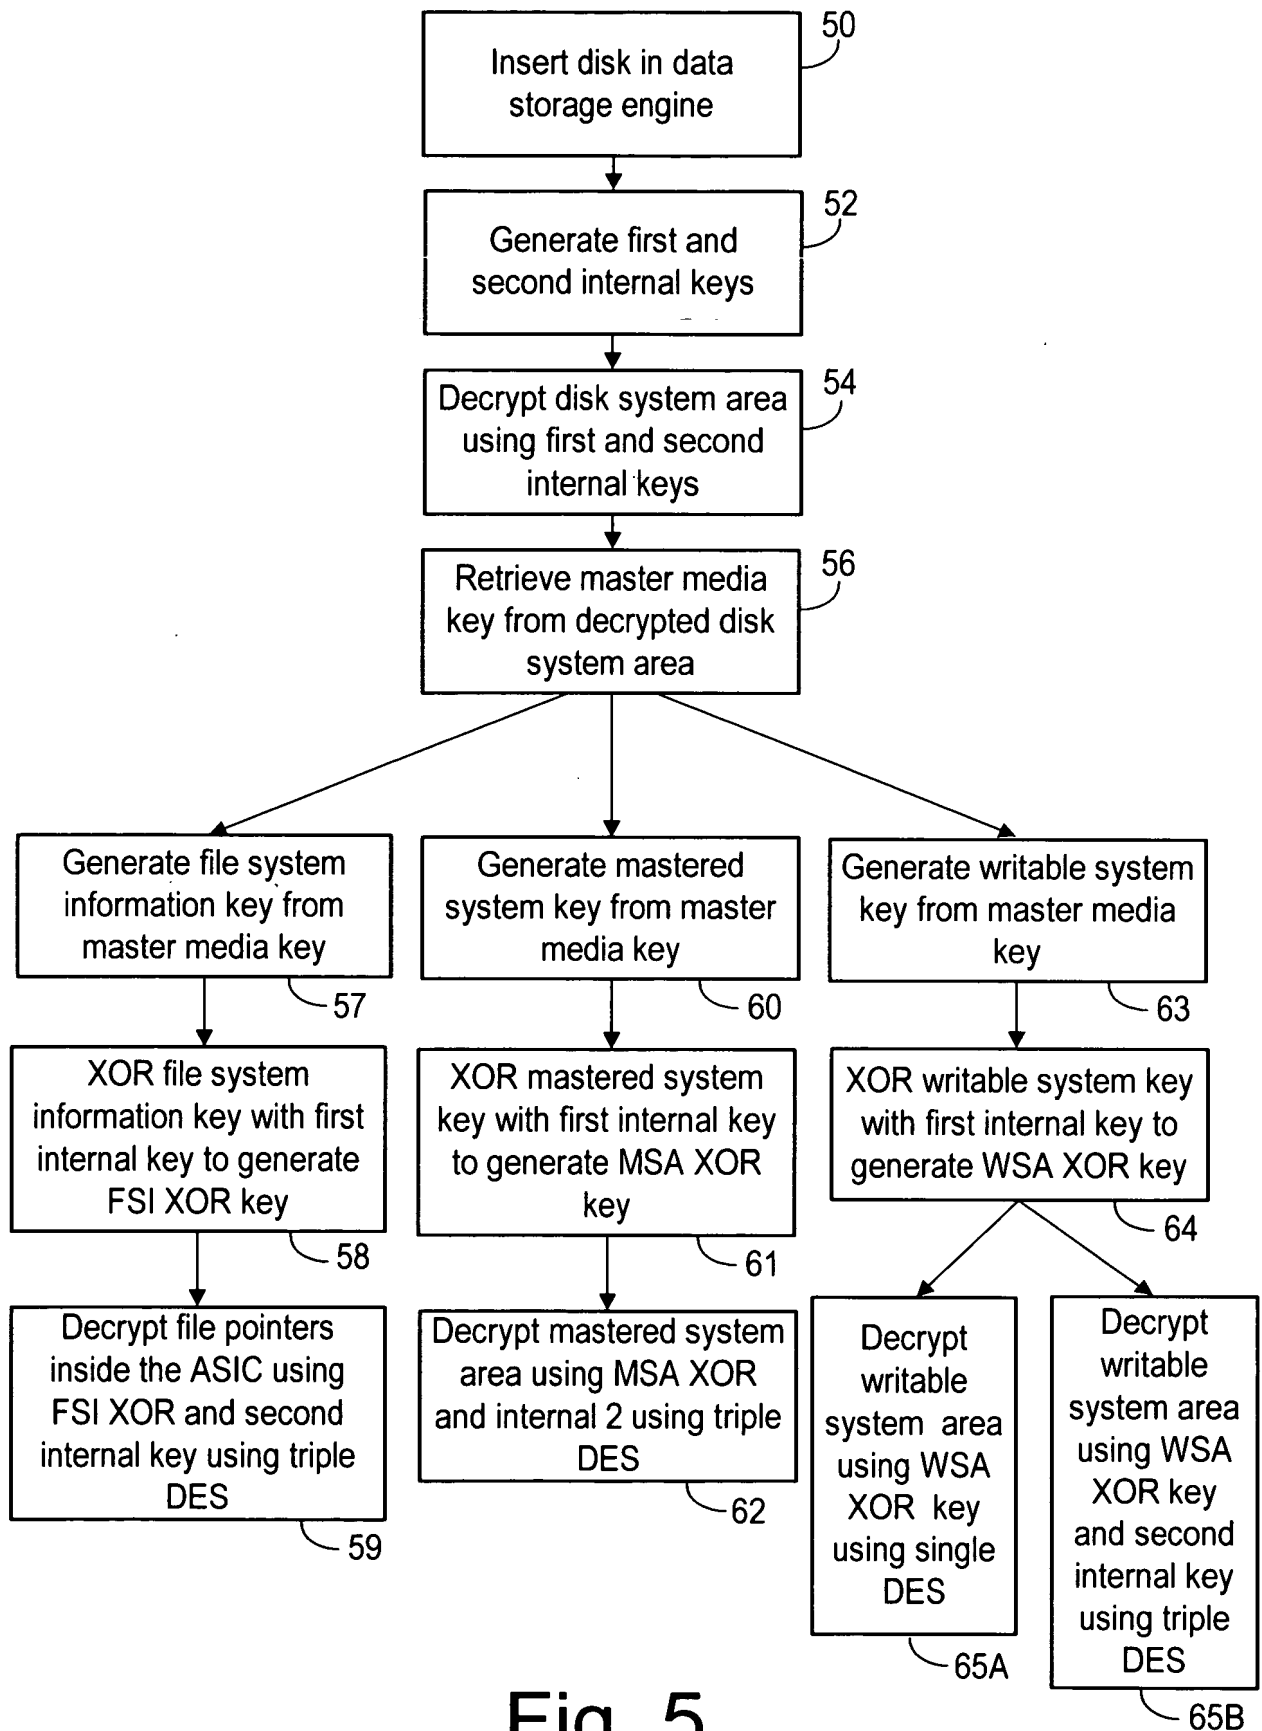 50
Insert disk in data
storage engine
52
Generate first and
second internal keys
54
Decrypt disk system area
using first and second
internal keys
56
Retrieve master media
key from decrypted disk
system area
Generate file system
information key from
master media key
57
Generate mastered
system key from master
media key
60
Generate writable system
key from master media
key
63
XOR file system
information key with first
internal key to generate
FSI XOR key
58
XOR mastered system
key with first internal key
to generate MSA XOR
key
61
XOR writable system key
with first internal key to
generate WSA XOR key
64
Decrypt file pointers
inside the ASIC using
FSI XOR and second
internal key using triple
DES
59
Decrypt mastered system
area using MSA XOR
and internal 2 using triple
DES
62
Decrypt
writable
system area
using WSA
XOR key
using single
DES
65A
Decrypt
writable
system area
using WSA
XOR key
and second
internal key
using triple
DES
65B
Fig. 5